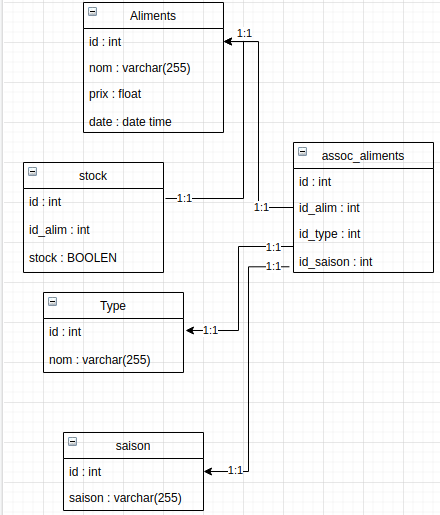 Aliments
id : int
nom : varchar(255)
prix : float
date : date time
1:1
assoc_aliments
id : int
id_alim : int
id_type : int
id_saison : int
stock
id : int
id_alim : int
stock : BOOLEN
1:1
1:1
1:1
1:1
Type
id : int
nom : varchar(255)
1:1
saison
id : int
saison : varchar(255)
1:1